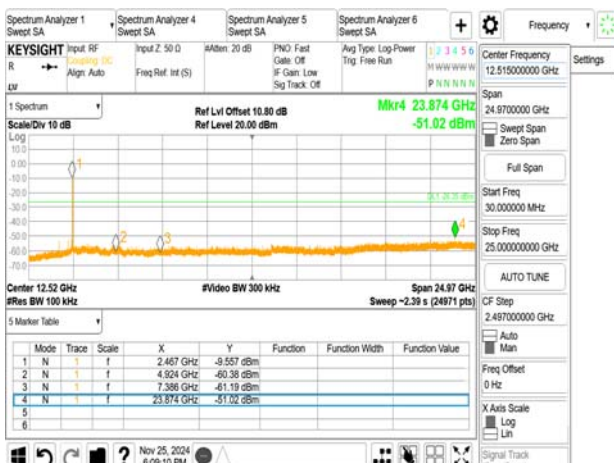 Spectrum Analyzer 1
Swept SA
Spectrum Analyzer 4
Swept SA
Spectrum Analyzer 5
Swept SA
Spectrum Analyzer 6
Swept SA
+
Frequency
KEYSIGHT
R
Input: RF
Coupling: DC
Align: Auto
Input Z: 50 Ω
Freq Ref: Int (S)
#Atten: 20 dB
PNO: Fast
Gate: Off
IF Gain: Low
Sig Track: Off
Avg Type: Log-Power
Trig: Free Run
1 2 3 4 5 6
M W W W W W
P N N N N N
1 Spectrum
Scale/Div 10 dB
Ref Lvl Offset 10.80 dB
Ref Level 20.00 dBm
Mkr4 23.874 GHz
-51.02 dBm
Log
10.0
0.00
-10.0
-20.0
-30.0
-40.0
-50.0
-60.0
-70.0
1
2
3
4
Center 12.52 GHz
#Res BW 100 kHz
#Video BW 300 kHz
Span 24.97 GHz
Sweep ~2.39 s (24971 pts)
5 Marker Table
Mode Trace Scale X Y Function Function Width Function Value
1 N 1 f 2.467 GHz -9.557 dBm
2 N 1 f 4.924 GHz -60.38 dBm
3 N 1 f 7.386 GHz -61.19 dBm
4 N 1 f 23.874 GHz -51.02 dBm
5
6
Nov 25, 2024
6:09:10 PM
Center Frequency
12.515000000 GHz
Settings
Span
24.9700000 GHz
Swept Span
Zero Span
Full Span
Start Freq
30.000000 MHz
Stop Freq
25.000000000 GHz
AUTO TUNE
CF Step
2.497000000 GHz
Auto
Man
Freq Offset
0 Hz
X Axis Scale
Log
Lin
Signal Track